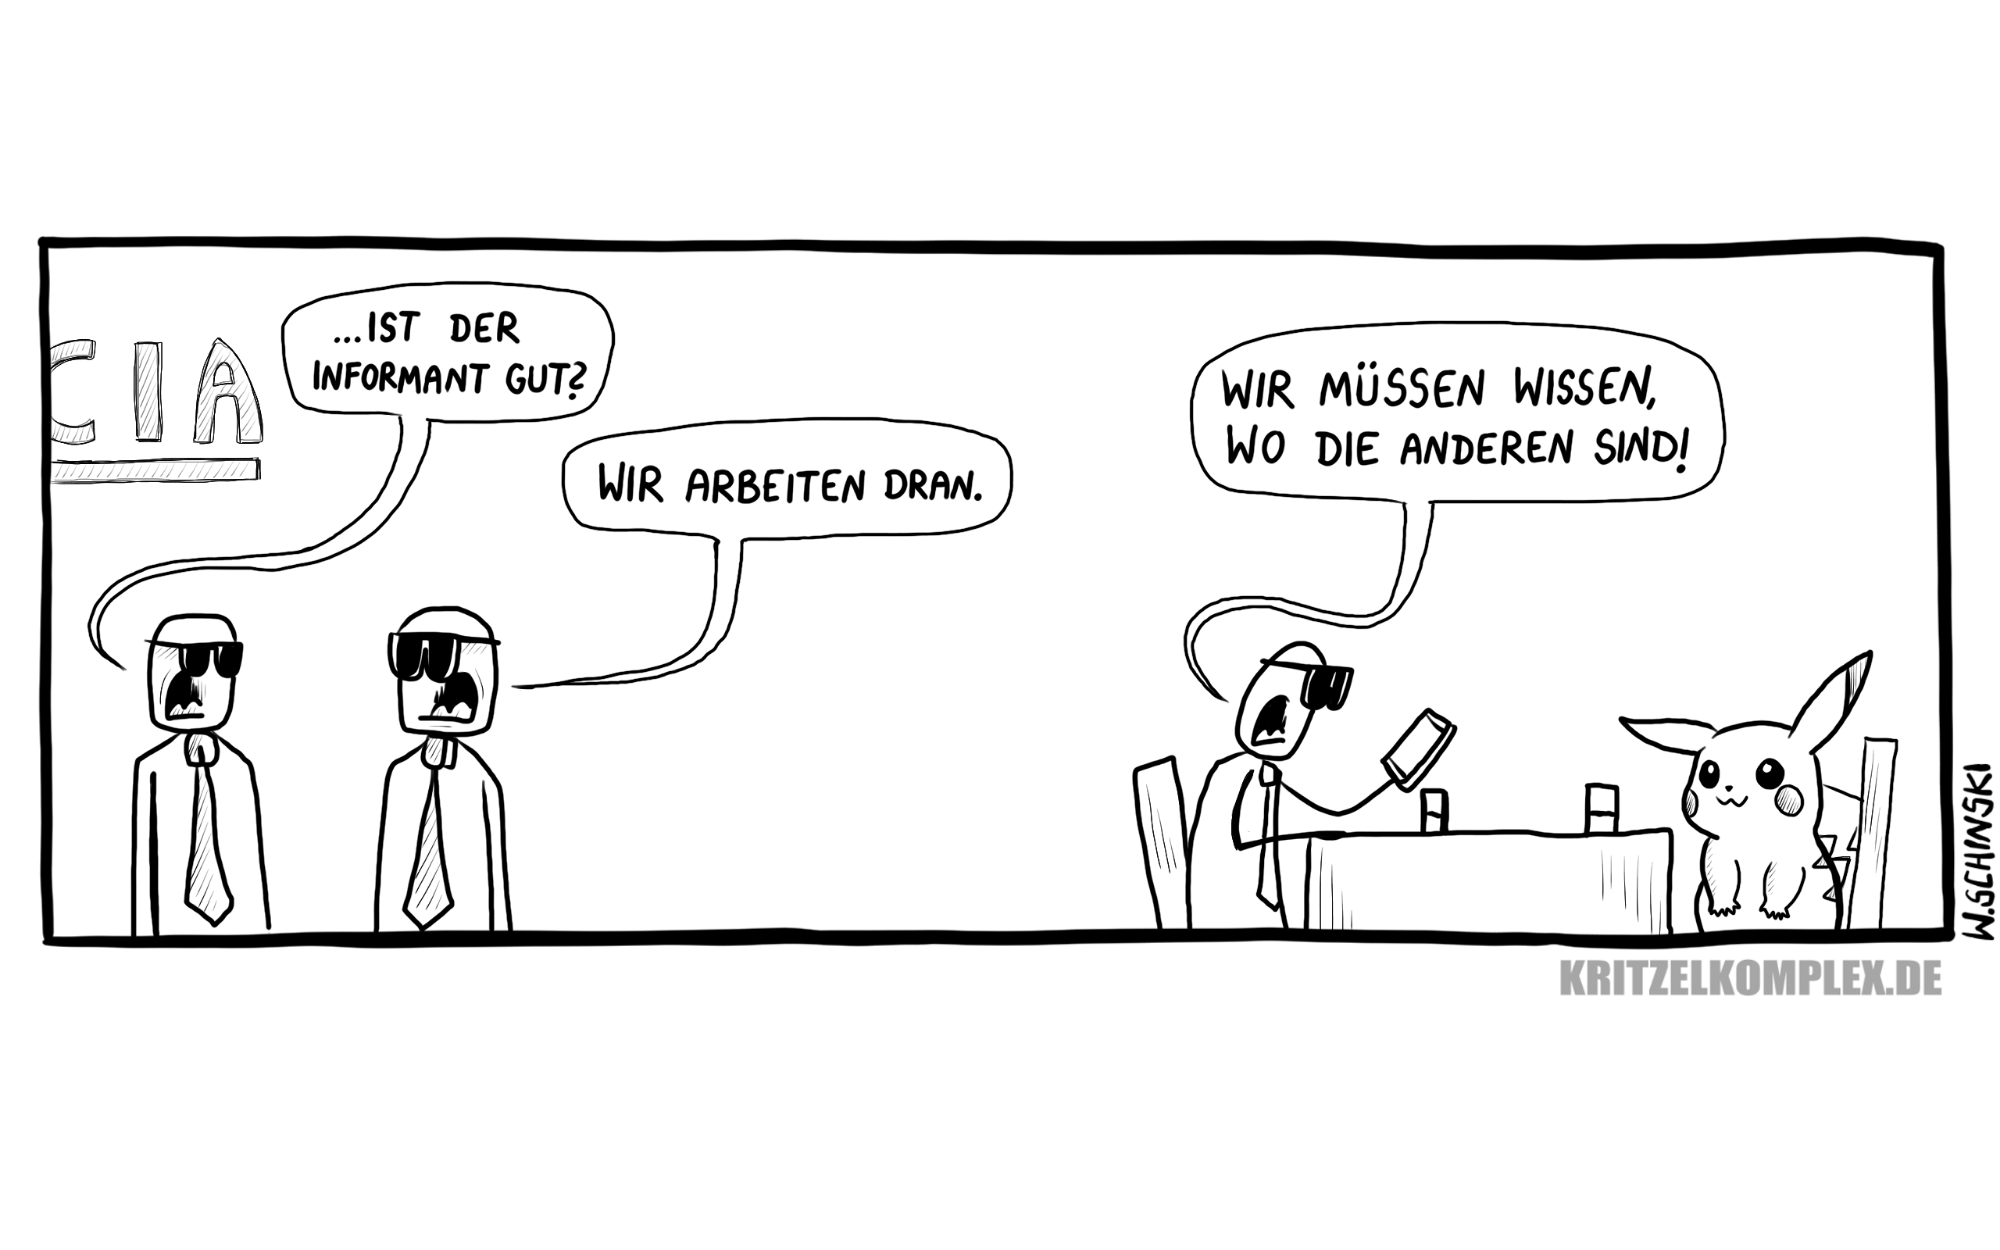 CIA
...IST DER
INFORMANT GUT?
WIR ARBEITEN DRAN.
WIR MÜSSEN WISSEN,
WO DIE ANDEREN SIND!
W.SCHINSKI
KRITZELKOMPLEX.DE